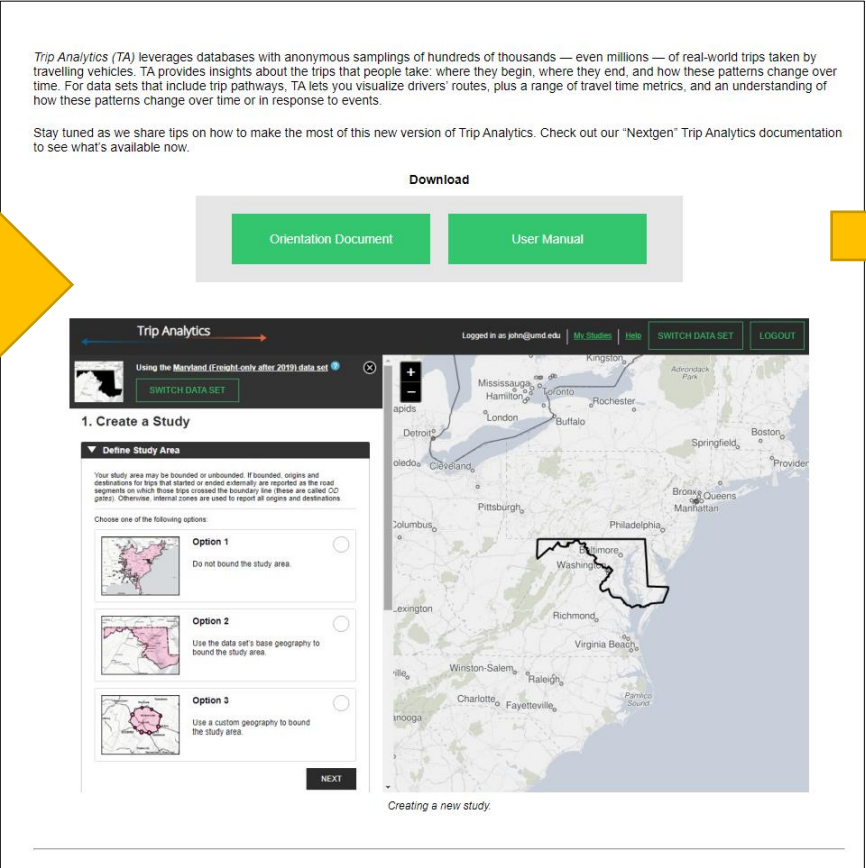 Trip Analytics (TA) leverages databases with anonymous samplings of hundreds of thousands — even millions — of real-world trips taken by
travelling vehicles. TA provides insights about the trips that people take: where they begin, where they end, and how these patterns change over
time. For data sets that include trip pathways, TA lets you visualize drivers' routes, plus a range of travel time metrics, and an understanding of
how these patterns change over time or in response to events.
Stay tuned as we share tips on how to make the most of this new version of Trip Analytics. Check out our "Nextgen" Trip Analytics documentation
to see what's available now.
Download
Orientation Document
User Manual
Trip Analytics
Logged in as john@umd.edu
My Studies
Help
SWITCH DATA SET
LOGOUT
Using the Maryland (Freight-only after 2019) data set
SWITCH DATA SET
1. Create a Study
Define Study Area
Your study area may be bounded or unbounded. If bounded, origins and
destinations for trips that started or ended externally are reported as the road
segments on which those trips crossed the boundary line (these are called OD
gates). Otherwise, internal zones are used to report all origins and destinations.
Choose one of the following options:
Option 1
Do not bound the study area.
Option 2
Use the data set's base geography to
bound the study area.
Option 3
Use a custom geography to bound
the study area.
NEXT
+
−
Kingston
Adirondack
Park
Mississauga
Toronto
Hamilton
Rochester
apids
London
Buffalo
Detroit
Boston
Springfield
oledo
Cleveland
Provider
Bronx
Queens
Manhattan
Pittsburgh
Columbus
Philadelphia
Baltimore
Washington
Lexington
Richmond
Virginia Beach
ville
Winston-Salem
Raleigh
Charlotte
Fayetteville
Pamlico
Sound
anooga
Creating a new study.